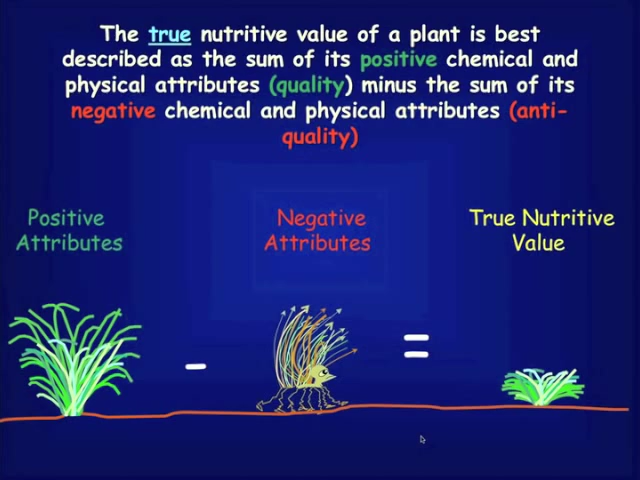 The true nutritive value of a plant is best
described as the sum of its positive chemical and
physical attributes (quality) minus the sum of its
negative chemical and physical attributes (anti-
quality)
Positive
Attributes
Negative
Attributes
True Nutritive
Value
-
=